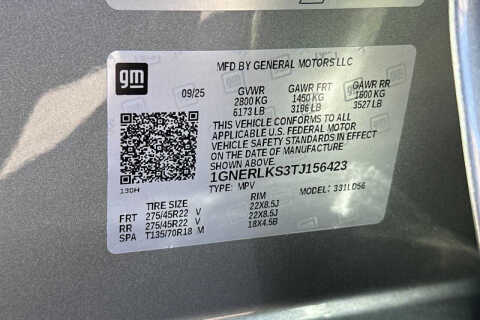 gm
MFD BY GENERAL MOTORS LLC
09/25
GVWR GAWR FRT GAWR RR
2800 KG 1450 KG 1600 KG
6173 LB 3196 LB 3527 LB
THIS VEHICLE CONFORMS TO ALL
APPLICABLE U.S. FEDERAL MOTOR
VEHICLE SAFETY STANDARDS IN EFFECT
ON THE DATE OF MANUFACTURE
SHOWN ABOVE.
1GNERLKS3TJ156423
130H TYPE: MPV MODEL: 331LD56
TIRE SIZE RIM
FRT 275/45R22 V 22X8.5J
RR 275/45R22 V 22X8.5J
SPA T135/70R18 M 18X4.5B